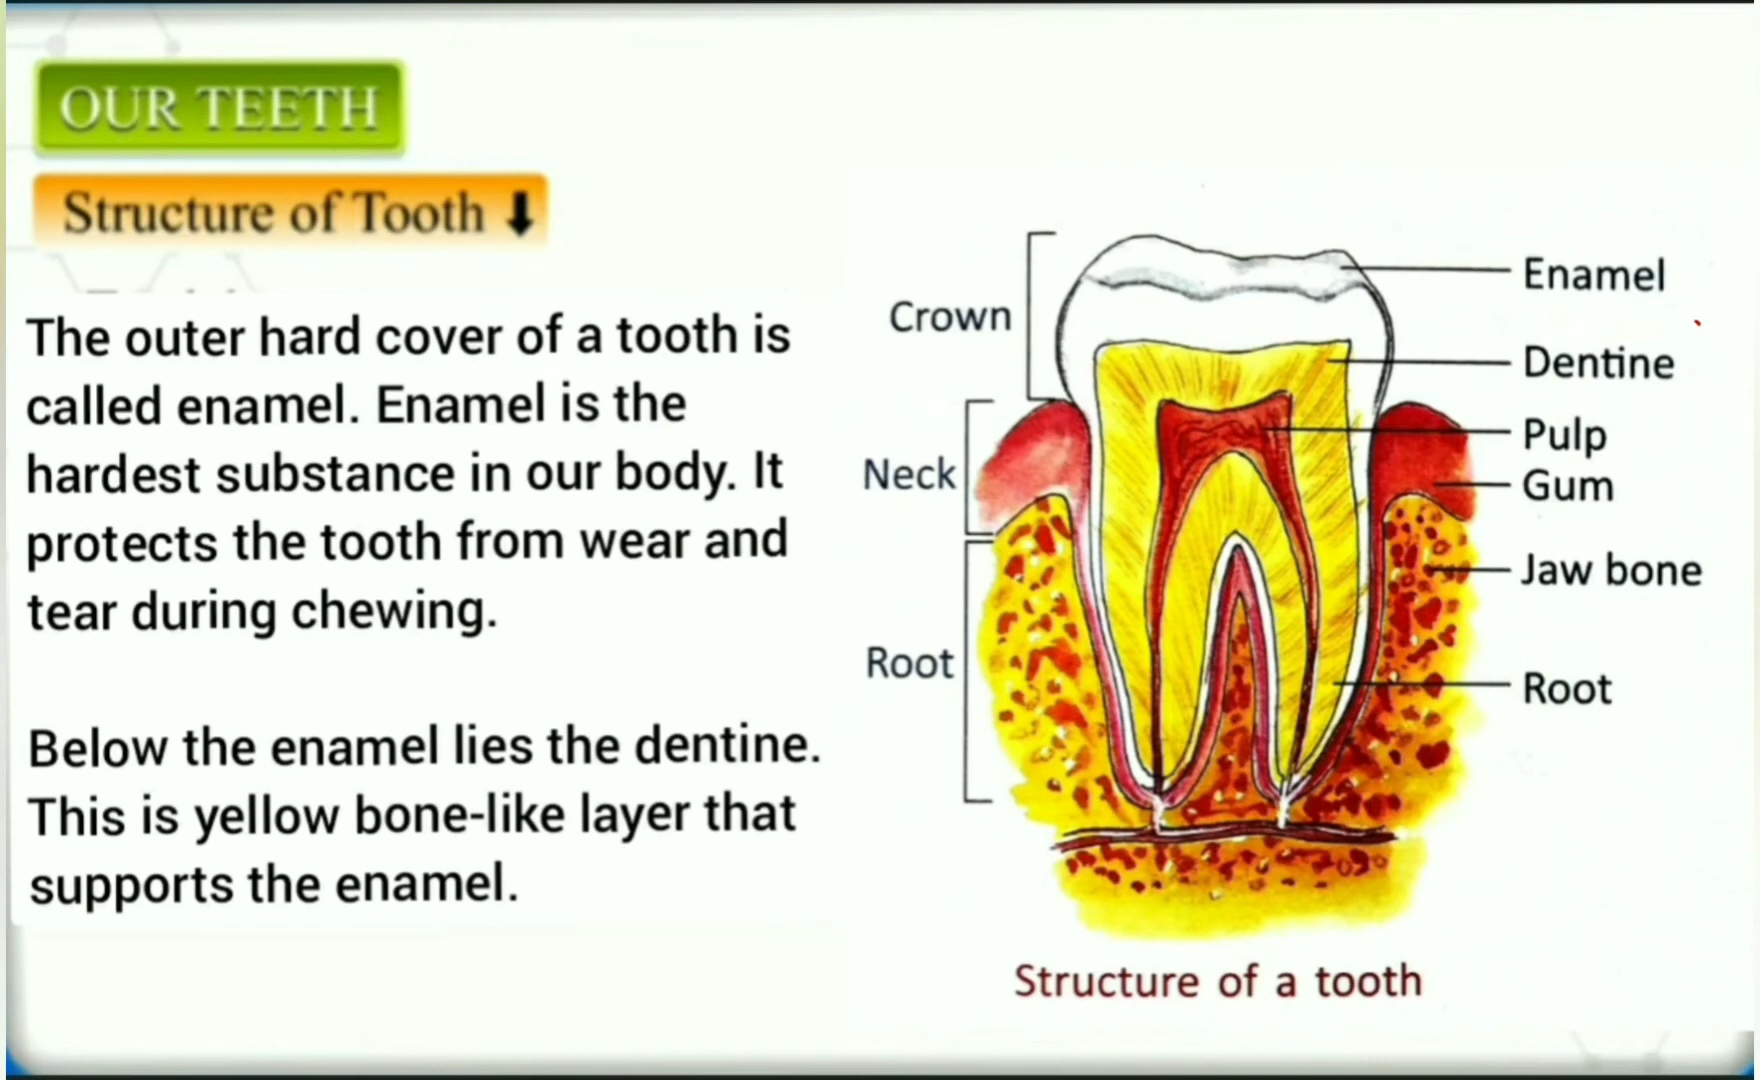 OUR TEETH
Structure of Tooth ⬇
The outer hard cover of a tooth is
called enamel. Enamel is the
hardest substance in our body. It
protects the tooth from wear and
tear during chewing.
Below the enamel lies the dentine.
This is yellow bone-like layer that
supports the enamel.
Crown
Neck
Root
Enamel
Dentine
Pulp
Gum
Jaw bone
Root
Structure of a tooth